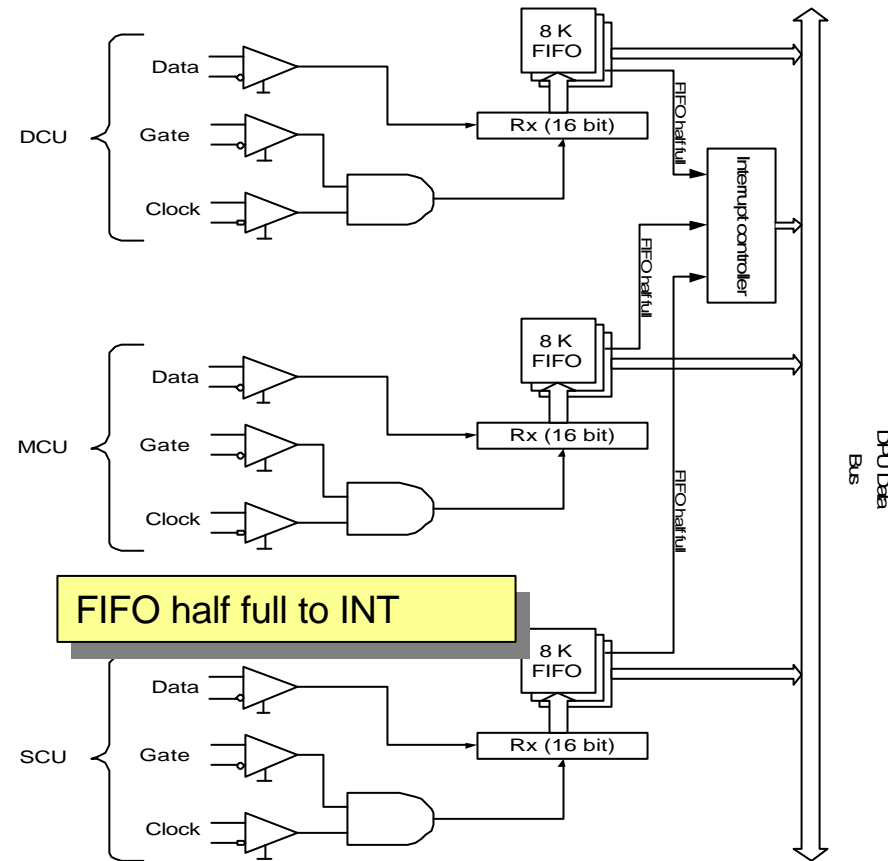 8 K
FIFO
Data
Rx (16 bit)
FIFO half full
DCU
Gate
Interrupt controller
Clock
FIFO half full
8 K
FIFO
Data
Rx (16 bit)
MCU
Gate
DPU Data
Bus
FIFO half full
Clock
FIFO half full to INT
8 K
FIFO
Data
Rx (16 bit)
SCU
Gate
Clock